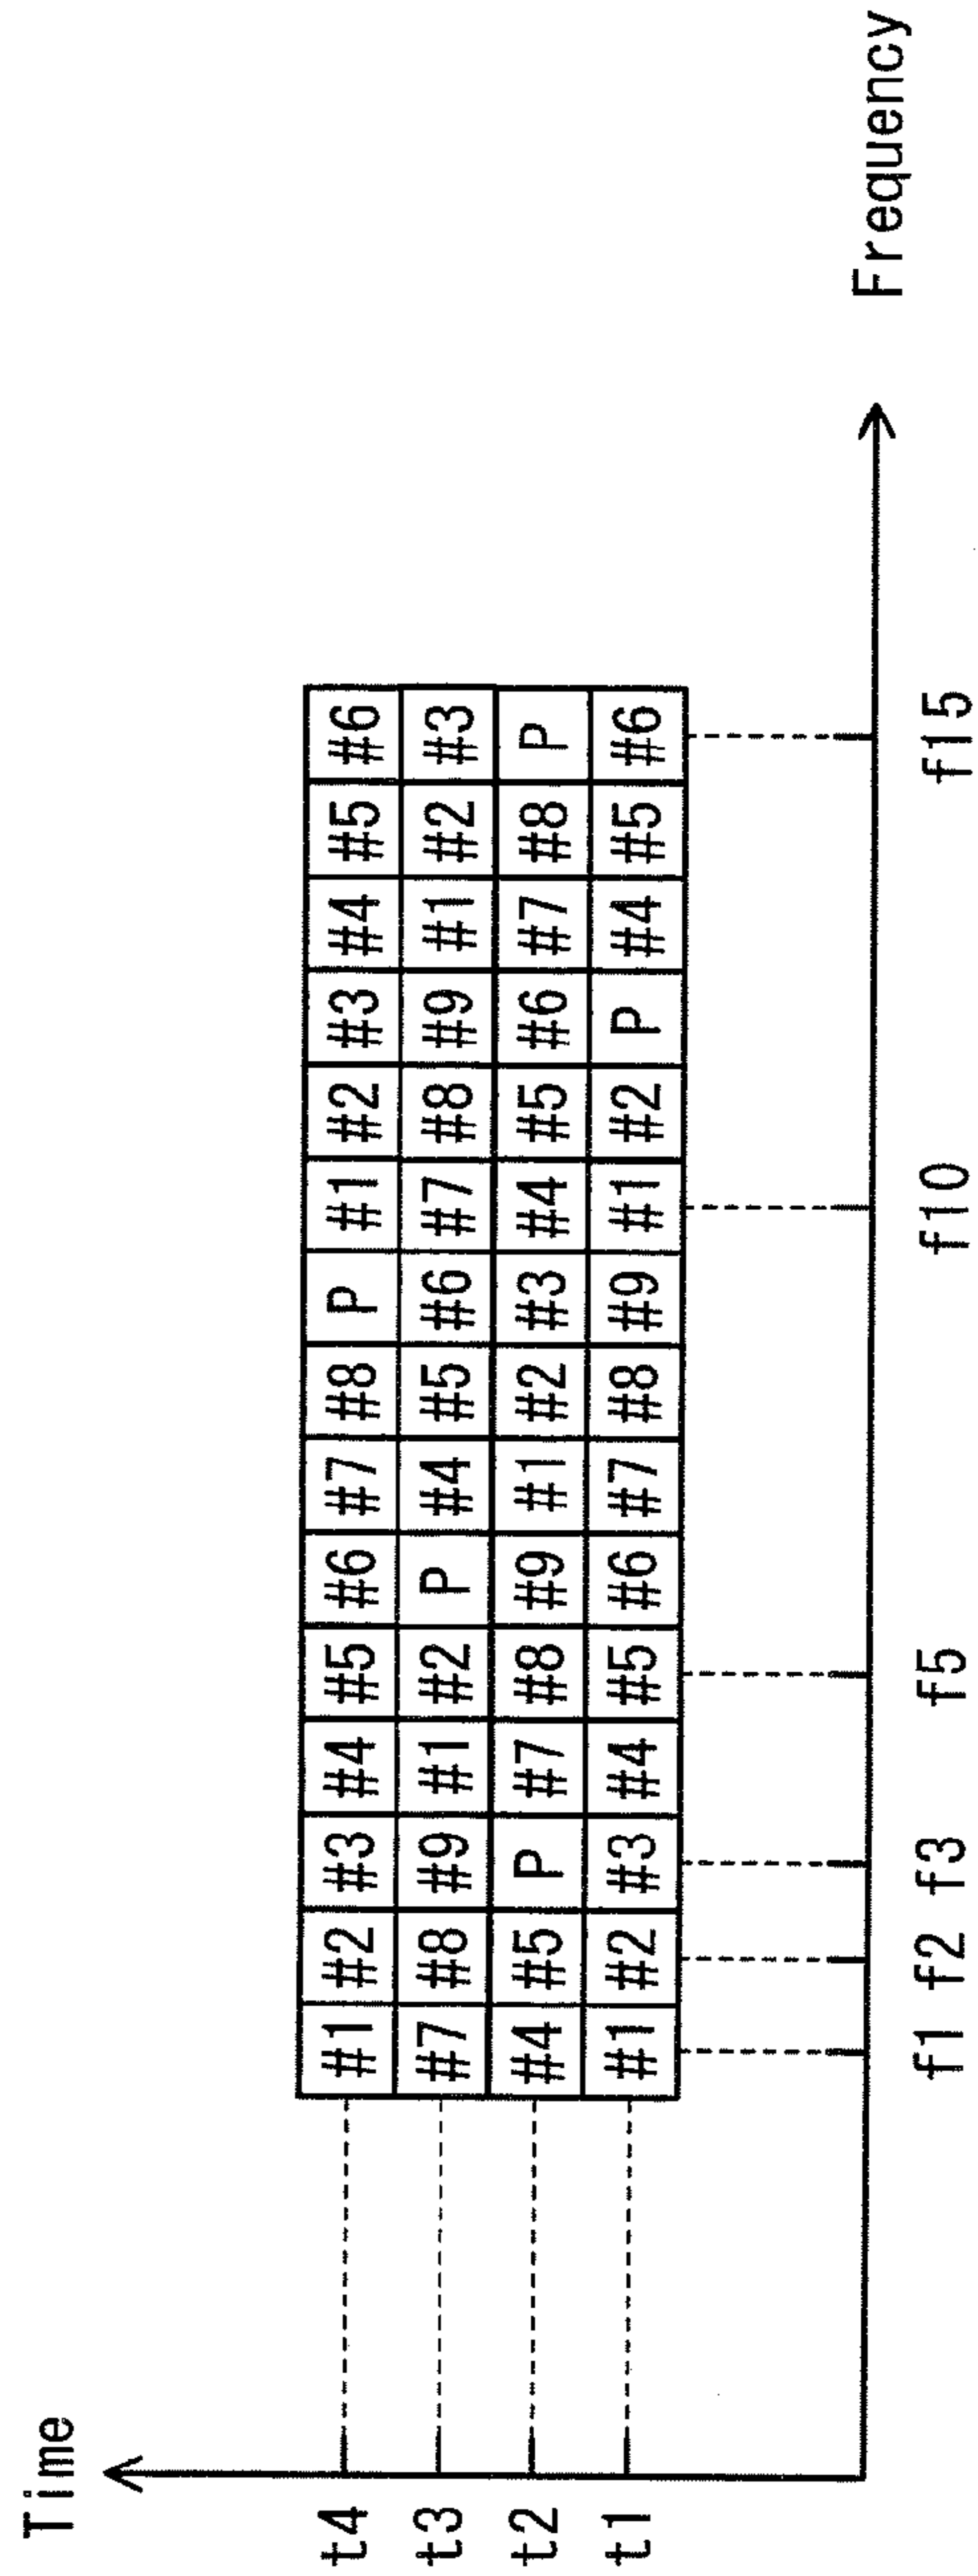 Time
t4 #1 #2 #3 #4 #5 #6 #7 #8 P #1 #2 #3 #4 #5 #6
t3 #7 #8 #9 #1 #2 P #4 #5 #6 #7 #8 #9 #1 #2 #3
t2 #4 #5 P #7 #8 #9 #1 #2 #3 #4 #5 #6 #7 #8 P
t1 #1 #2 #3 #4 #5 #6 #7 #8 #9 #1 #2 P #4 #5 #6
f1 f2 f3 f5 f10 f15
Frequency